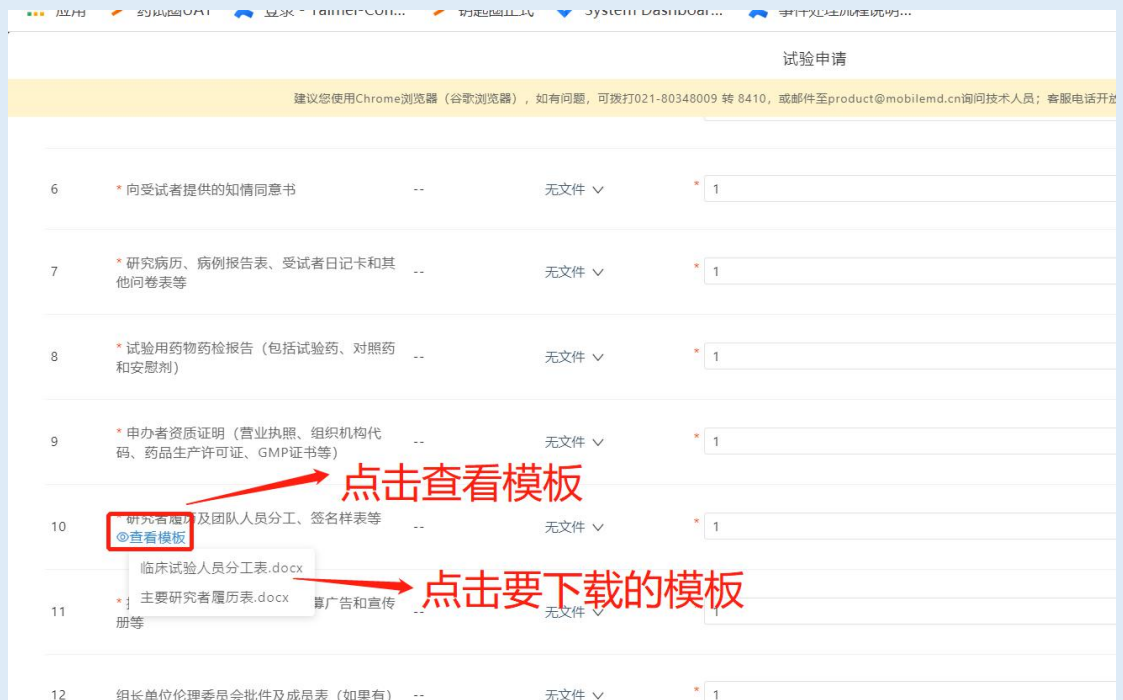 应用 药试圈UAT 登录 - Taimei-Con... 钥匙圈正式 System Dashboar... 事件处理流程说明...
试验申请
建议您使用Chrome浏览器（谷歌浏览器），如有问题，可拨打021-80348009 转 8410，或邮件至product@mobilemd.cn询问技术人员；客服电话开放
6 * 向受试者提供的知情同意书 -- 无文件 * 1
7 * 研究病历、病例报告表、受试者日记卡和其他问卷表等 -- 无文件 * 1
8 * 试验用药物药检报告（包括试验药、对照药和安慰剂） -- 无文件 * 1
9 * 申办者资质证明（营业执照、组织机构代码、药品生产许可证、GMP证书等） -- 无文件 * 1
点击查看模板
10 * 研究者履历及团队人员分工、签名样表等 -- 无文件 * 1
查看模板
临床试验人员分工表.docx
点击要下载的模板
主要研究者履历表.docx
11 * 募广告和宣传册等 -- 无文件 1
12 组长单位伦理委员会批件及成员表（如果有） -- 无文件 * 1